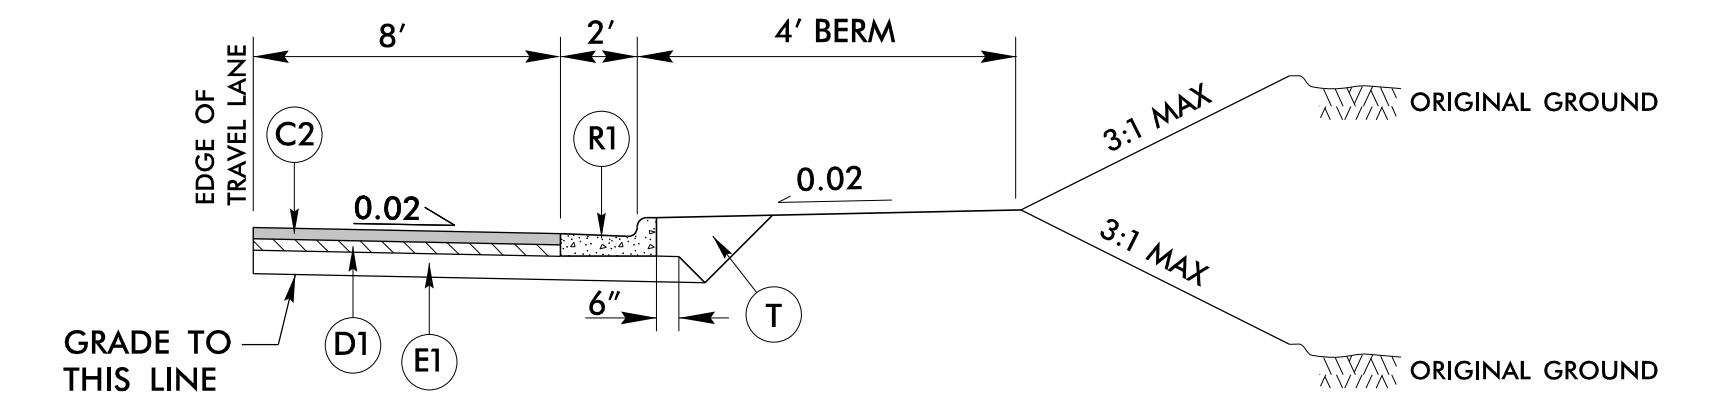 8′
2′
4′ BERM
EDGE OF
TRAVEL LANE
C2
R1
3:1 MAX
ORIGINAL GROUND
0.02
0.02
3:1 MAX
6″
T
GRADE TO
THIS LINE
D1
E1
ORIGINAL GROUND